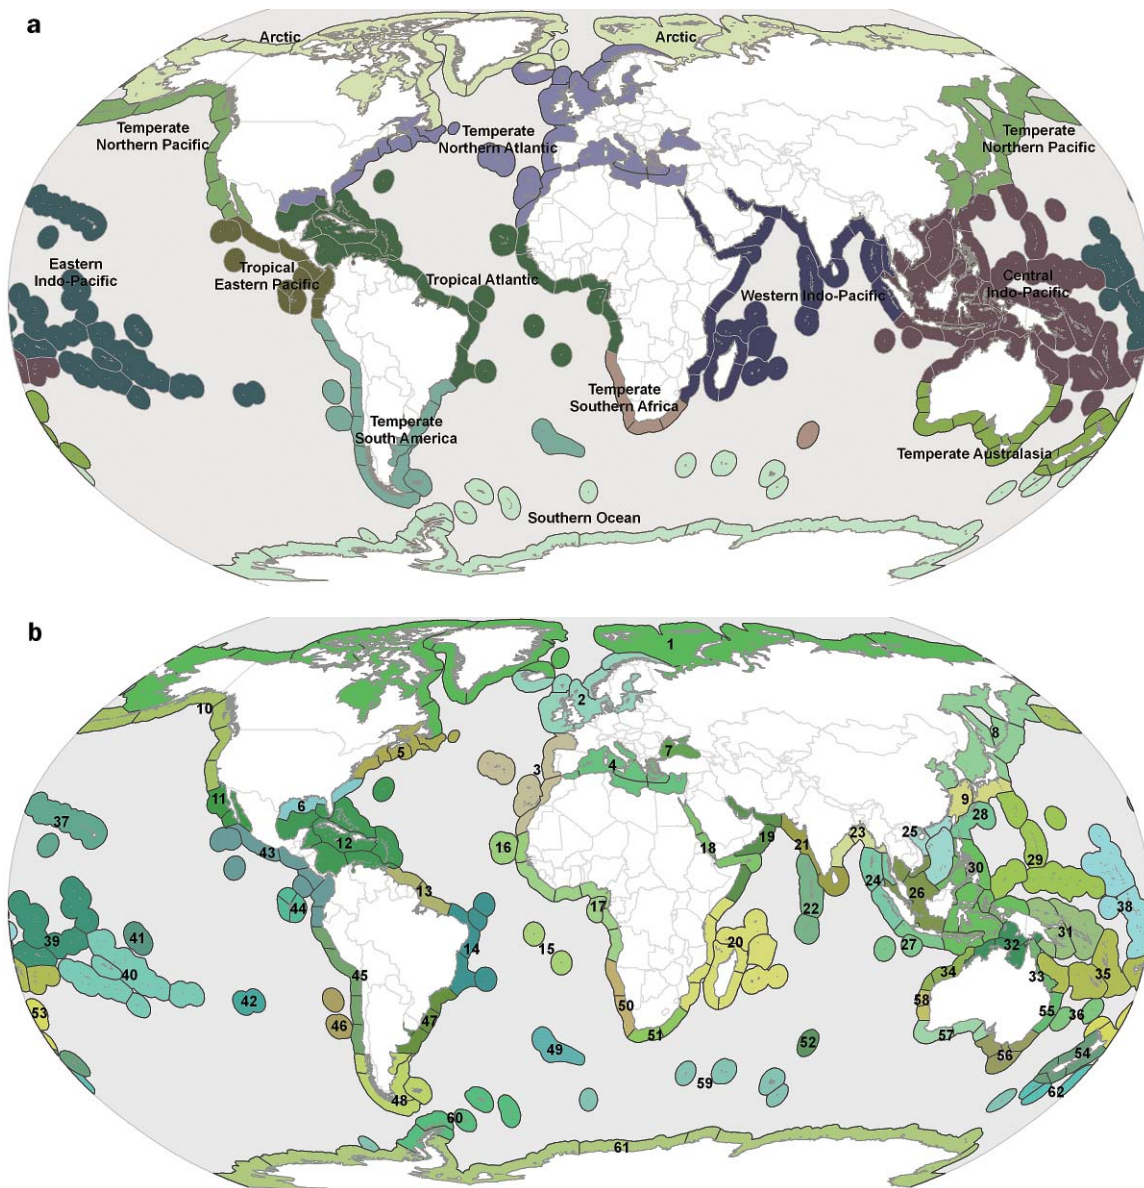 a
Arctic
Arctic
Temperate
Northern Pacific
Temperate
Northern Atlantic
Temperate
Northern Pacific
Eastern
Indo-Pacific
Tropical
Eastern Pacific
Tropical Atlantic
Western Indo-Pacific
Central
Indo-Pacific
Temperate
South America
Temperate
Southern Africa
Temperate Australasia
Southern Ocean
b
1
2
10
8
5
3
4
7
11
6
9
28
37
12
16
18
19
21
23
25
43
13
24
30
29
44
17
26
22
38
39
41
14
15
20
27
32
31
40
45
34
33
35
42
50
58
53
46
47
51
52
55
36
49
57
56
54
48
59
62
60
61